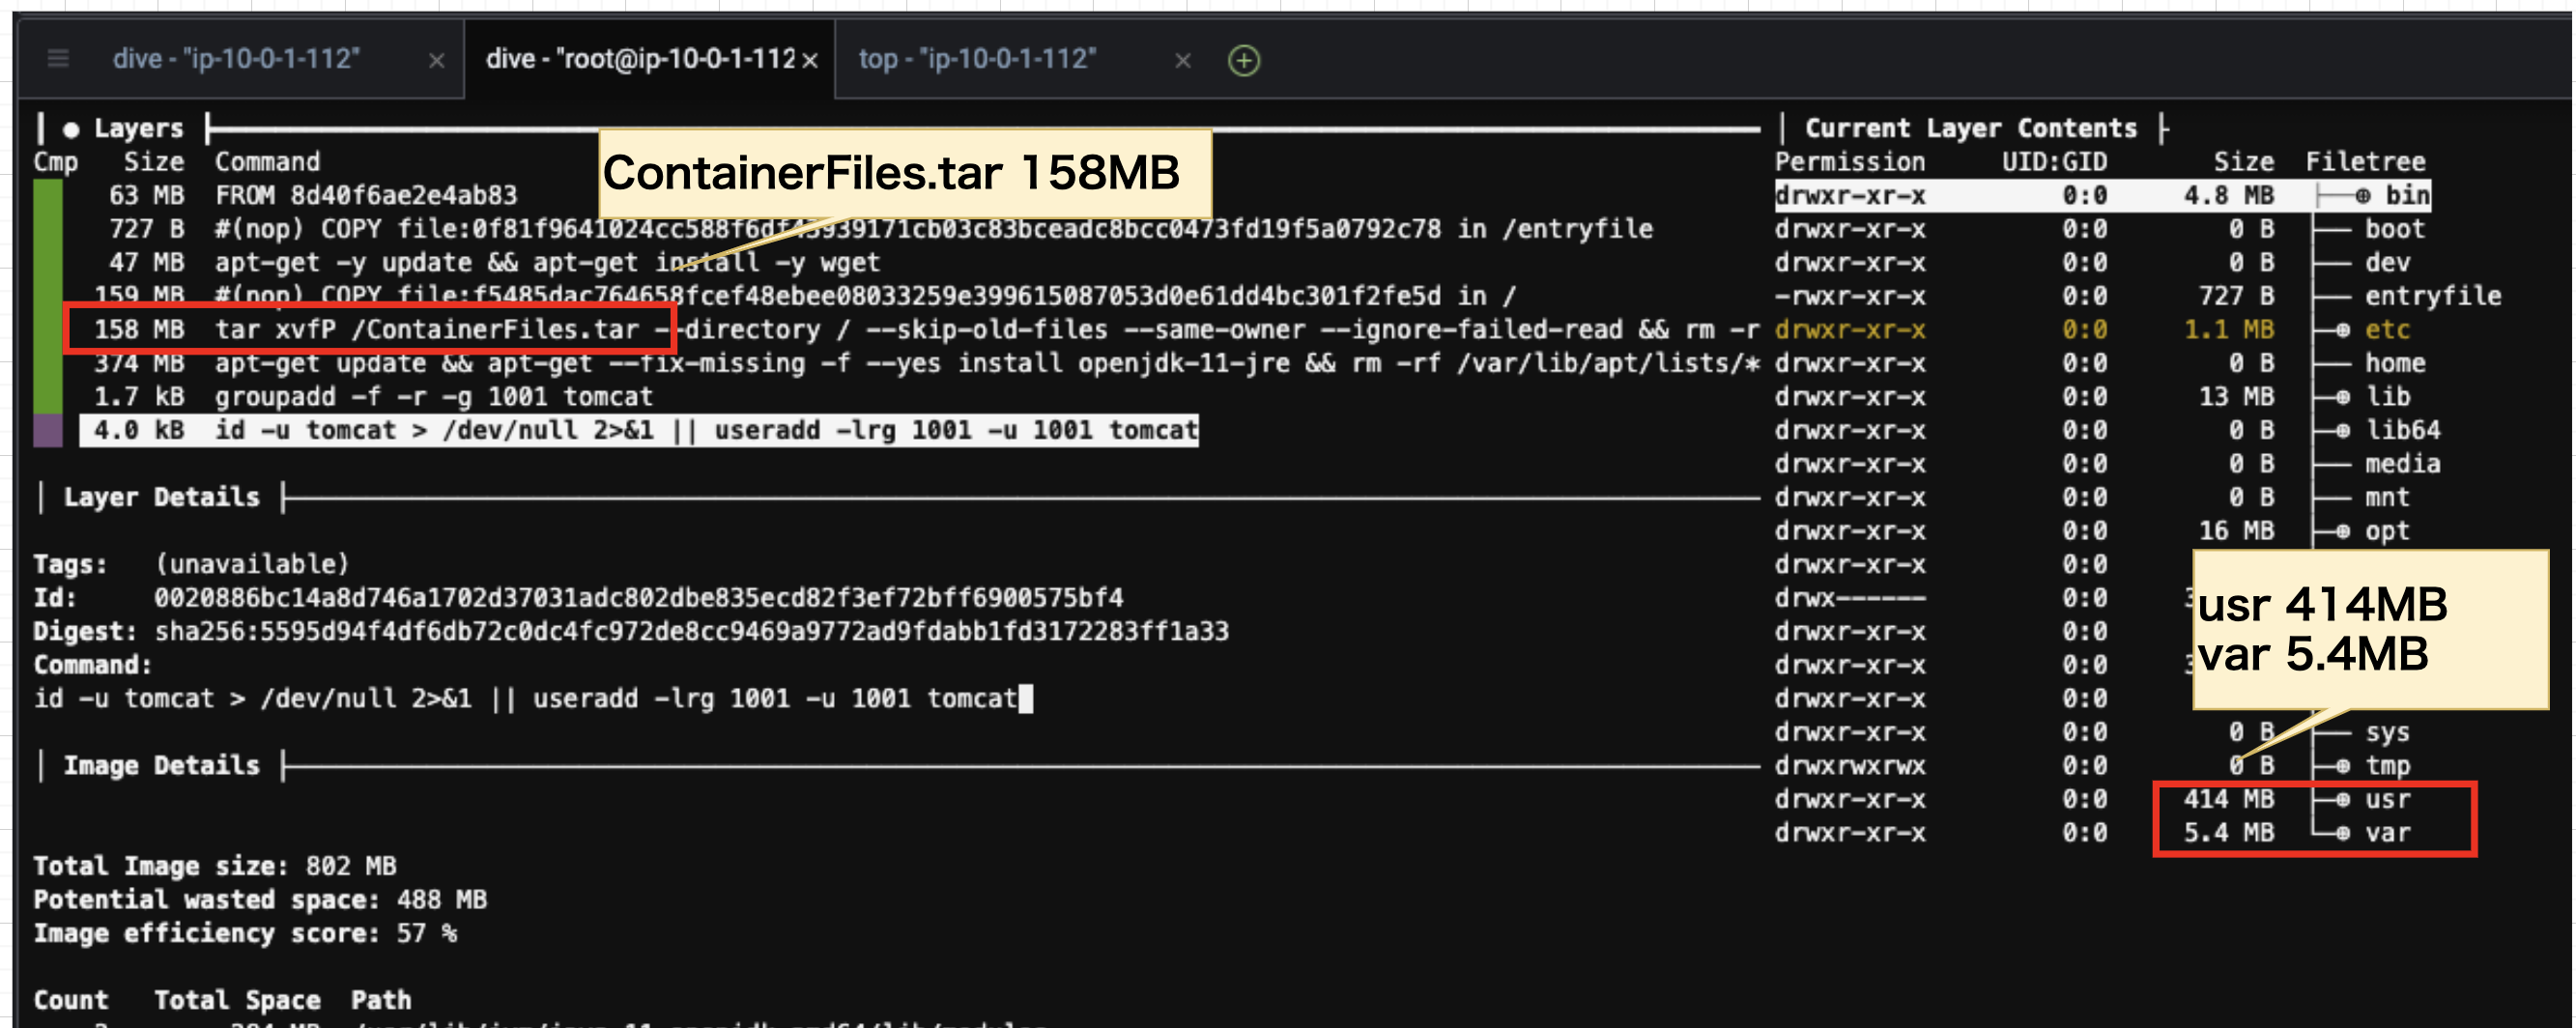 dive - "ip-10-0-1-112" × dive - "root@ip-10-0-1-112 × top - "ip-10-0-1-112" ×
● Layers
Cmp Size Command
63 MB FROM 8d40f6ae2e4ab83
727 B #(nop) COPY in /entryfile
47 MB apt-get -y update && apt-get install -y wget
159 MB #(nop) COPY file:f5485dac764658fcef48ebee08033259e399615087053d0e61dd4bc301f2fe5d in /
158 MB tar xvfP /ContainerFiles.tar --directory / --skip-old-files --same-owner --ignore-failed-read && rm -r
374 MB apt-get update && apt-get --fix-missing -f --yes install openjdk-11-jre && rm -rf /var/lib/apt/lists/*
1.7 kB groupadd -f -r -g 1001 tomcat
4.0 kB id -u tomcat > /dev/null 2>&1 || useradd -lrg 1001 -u 1001 tomcat
ContainerFiles.tar 158MB
Layer Details
Tags: (unavailable)
Id: 0020886bc14a8d746a1702d37031adc802dbe835ecd82f3ef72bff6900575bf4
Digest: sha256:5595d94f4df6db72c0dc4fc972de8cc9469a9772ad9fdabb1fd3172283ff1a33
Command:
id -u tomcat > /dev/null 2>&1 || useradd -lrg 1001 -u 1001 tomcat
Image Details
Total Image size: 802 MB
Potential wasted space: 488 MB
Image efficiency score: 57 %
Count Total Space Path
Current Layer Contents
Permission UID:GID Size Filetree
drwxr-xr-x 0:0 4.8 MB bin
drwxr-xr-x 0:0 0 B boot
drwxr-xr-x 0:0 0 B dev
-rwxr-xr-x 0:0 727 B entryfile
drwxr-xr-x 0:0 1.1 MB etc
drwxr-xr-x 0:0 0 B home
drwxr-xr-x 0:0 13 MB lib
drwxr-xr-x 0:0 0 B lib64
drwxr-xr-x 0:0 0 B media
drwxr-xr-x 0:0 0 B mnt
drwxr-xr-x 0:0 16 MB opt
drwxr-xr-x 0:0
drwx------ 0:0
drwxr-xr-x 0:0
drwxr-xr-x 0:0
drwxr-xr-x 0:0
drwxr-xr-x 0:0 0 B sys
drwxrwxrwx 0:0 0 B tmp
drwxr-xr-x 0:0 414 MB usr
drwxr-xr-x 0:0 5.4 MB var
usr 414MB
var 5.4MB